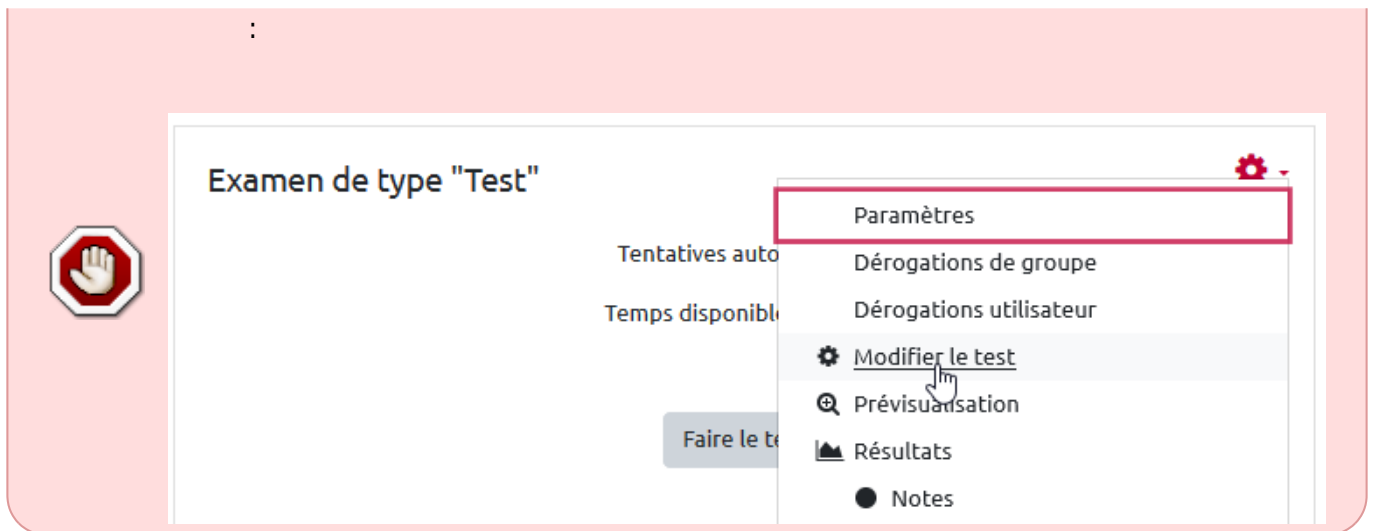 :
Examen de type "Test"
Paramètres
Tentatives auto
Dérogations de groupe
Temps disponible
Dérogations utilisateur
Modifier le test
Prévisualisation
Faire le te
Résultats
Notes